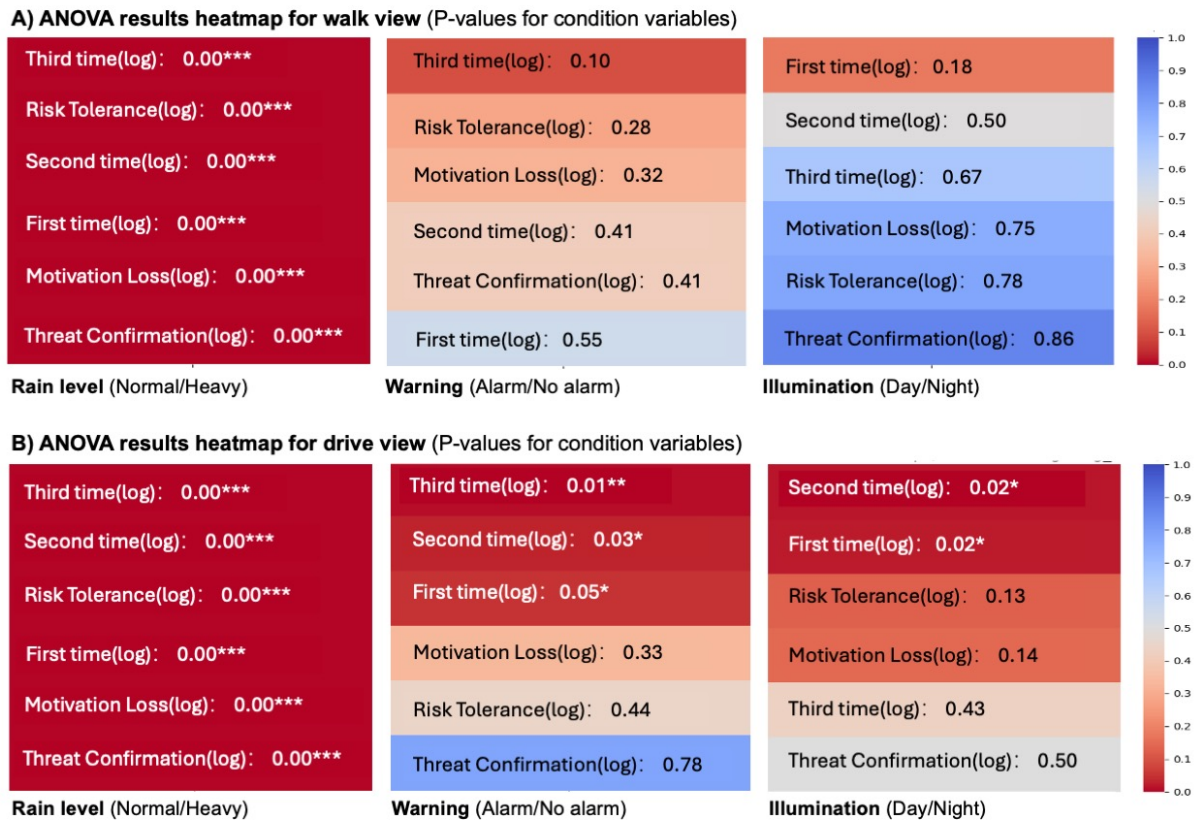 A) ANOVA results heatmap for walk view (P-values for condition variables)
Third time(log): 0.00***
Risk Tolerance(log): 0.00***
Second time(log): 0.00***
First time(log): 0.00***
Motivation Loss(log): 0.00***
Threat Confirmation(log): 0.00***
Rain level (Normal/Heavy)
Third time(log): 0.10
Risk Tolerance(log): 0.28
Motivation Loss(log): 0.32
Second time(log): 0.41
Threat Confirmation(log): 0.41
First time(log): 0.55
Warning (Alarm/No alarm)
First time(log): 0.18
Second time(log): 0.50
Third time(log): 0.67
Motivation Loss(log): 0.75
Risk Tolerance(log): 0.78
Threat Confirmation(log): 0.86
Illumination (Day/Night)
1.0
0.9
0.8
0.7
0.6
0.5
0.4
0.3
0.2
0.1
0.0
B) ANOVA results heatmap for drive view (P-values for condition variables)
Third time(log): 0.00***
Second time(log): 0.00***
Risk Tolerance(log): 0.00***
First time(log): 0.00***
Motivation Loss(log): 0.00***
Threat Confirmation(log): 0.00***
Rain level (Normal/Heavy)
Third time(log): 0.01**
Second time(log): 0.03*
First time(log): 0.05*
Motivation Loss(log): 0.33
Risk Tolerance(log): 0.44
Threat Confirmation(log): 0.78
Warning (Alarm/No alarm)
Second time(log): 0.02*
First time(log): 0.02*
Risk Tolerance(log): 0.13
Motivation Loss(log): 0.14
Third time(log): 0.43
Threat Confirmation(log): 0.50
Illumination (Day/Night)
1.0
0.9
0.8
0.7
0.6
0.5
0.4
0.3
0.2
0.1
0.0